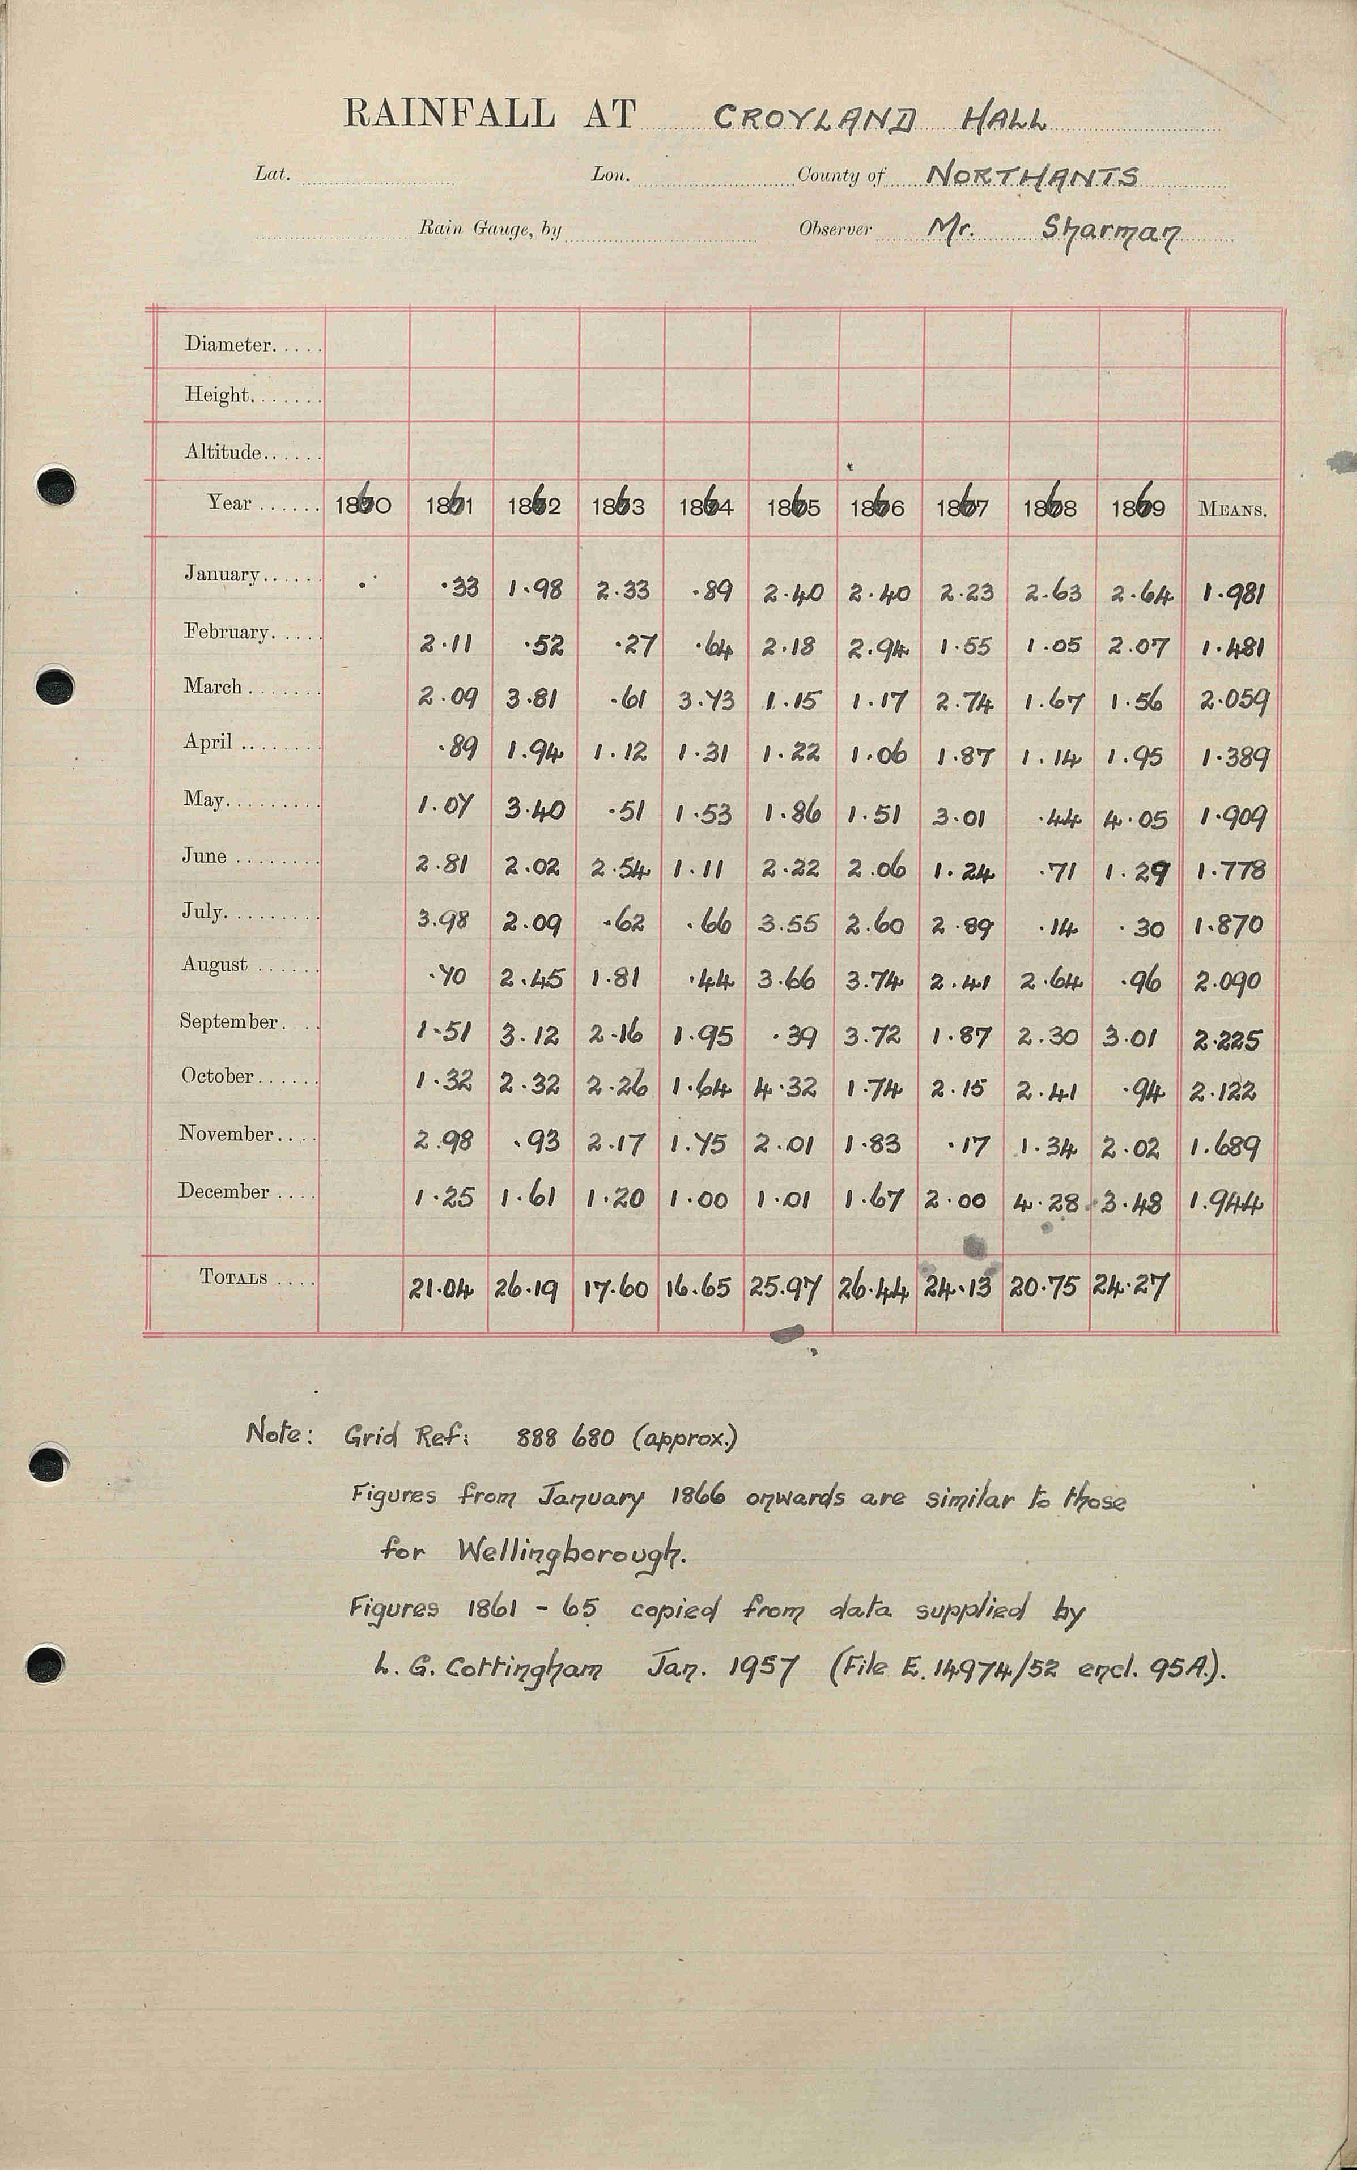 RAINFALL AT CROYLAND HALL
Lat. Lon. County of NORTHANTS
Rain Gauge, by Observer Mr. Sharman
Diameter
Height
Altitude
Year 1860 1861 1862 1863 1864 1865 1866 1867 1868 1869 MEANS.
January ·33 1·98 2·33 ·89 2·40 2·40 2·23 2·63 2·64 1·981
February 2·11 ·52 ·27 ·64 2·18 2·94 1·55 1·05 2·07 1·481
March 2·09 3·81 ·61 3·73 1·15 1·17 2·74 1·67 1·56 2·059
April ·89 1·94 1·12 1·31 1·22 1·06 1·87 1·14 1·95 1·389
May 1·07 3·40 ·51 1·53 1·86 1·51 3·01 ·44 4·05 1·909
June 2·81 2·02 2·54 1·11 2·22 2·06 1·24 ·71 1·29 1·778
July 3·98 2·09 ·62 ·66 3·55 2·60 2·89 ·14 ·30 1·870
August ·70 2·45 1·81 ·44 3·66 3·74 2·41 2·64 ·96 2·090
September 1·51 3·12 2·16 1·95 ·39 3·72 1·87 2·30 3·01 2·225
October 1·32 2·32 2·26 1·64 4·32 1·74 2·15 2·41 ·94 2·122
November 2·98 ·93 2·17 1·75 2·01 1·83 ·17 1·34 2·02 1·689
December 1·25 1·61 1·20 1·00 1·01 1·67 2·00 4·28 3·48 1·944
TOTALS 21·04 26·19 17·60 16·65 25·97 26·44 24·13 20·75 24·27
Note: Grid Ref: 888 680 (approx.)
Figures from January 1866 onwards are similar to those
for Wellingborough.
Figures 1861 - 65 copied from data supplied by
L. G. Cottingham Jan. 1957 (File E. 14974/52 encl. 95A.).